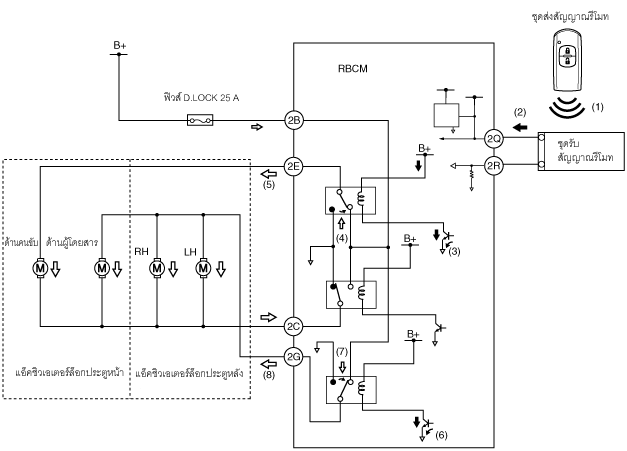 ชุดส่งสัญญาณรีโมท
B+
RBCM
ฟิวส์ D.LOCK 25 A
(1)
(2)
2B
2Q
ชุดรับ
สัญญาณรีโมท
B+
2E
2R
(5)
(4)
(3)
ด้านคนขับ
ด้านผู้โดยสาร
RH
LH
B+
M
M
M
M
2C
B+
(7)
2G
(8)
แอ็คชิวเอเตอร์ล็อกประตูหน้า
แอ็คชิวเอเตอร์ล็อกประตูหลัง
(6)